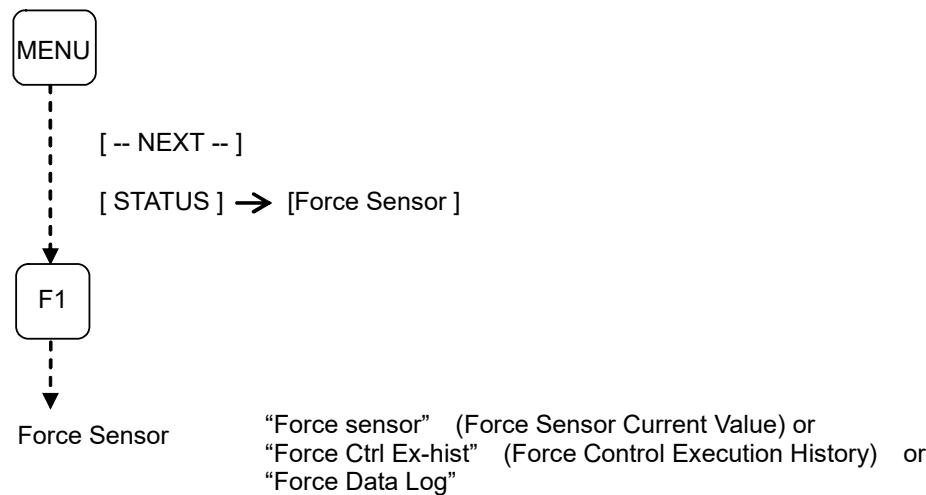 MENU
[ -- NEXT -- ]
[ STATUS ] → [Force Sensor ]
F1
Force Sensor
“Force sensor” (Force Sensor Current Value) or
“Force Ctrl Ex-hist” (Force Control Execution History) or
“Force Data Log”